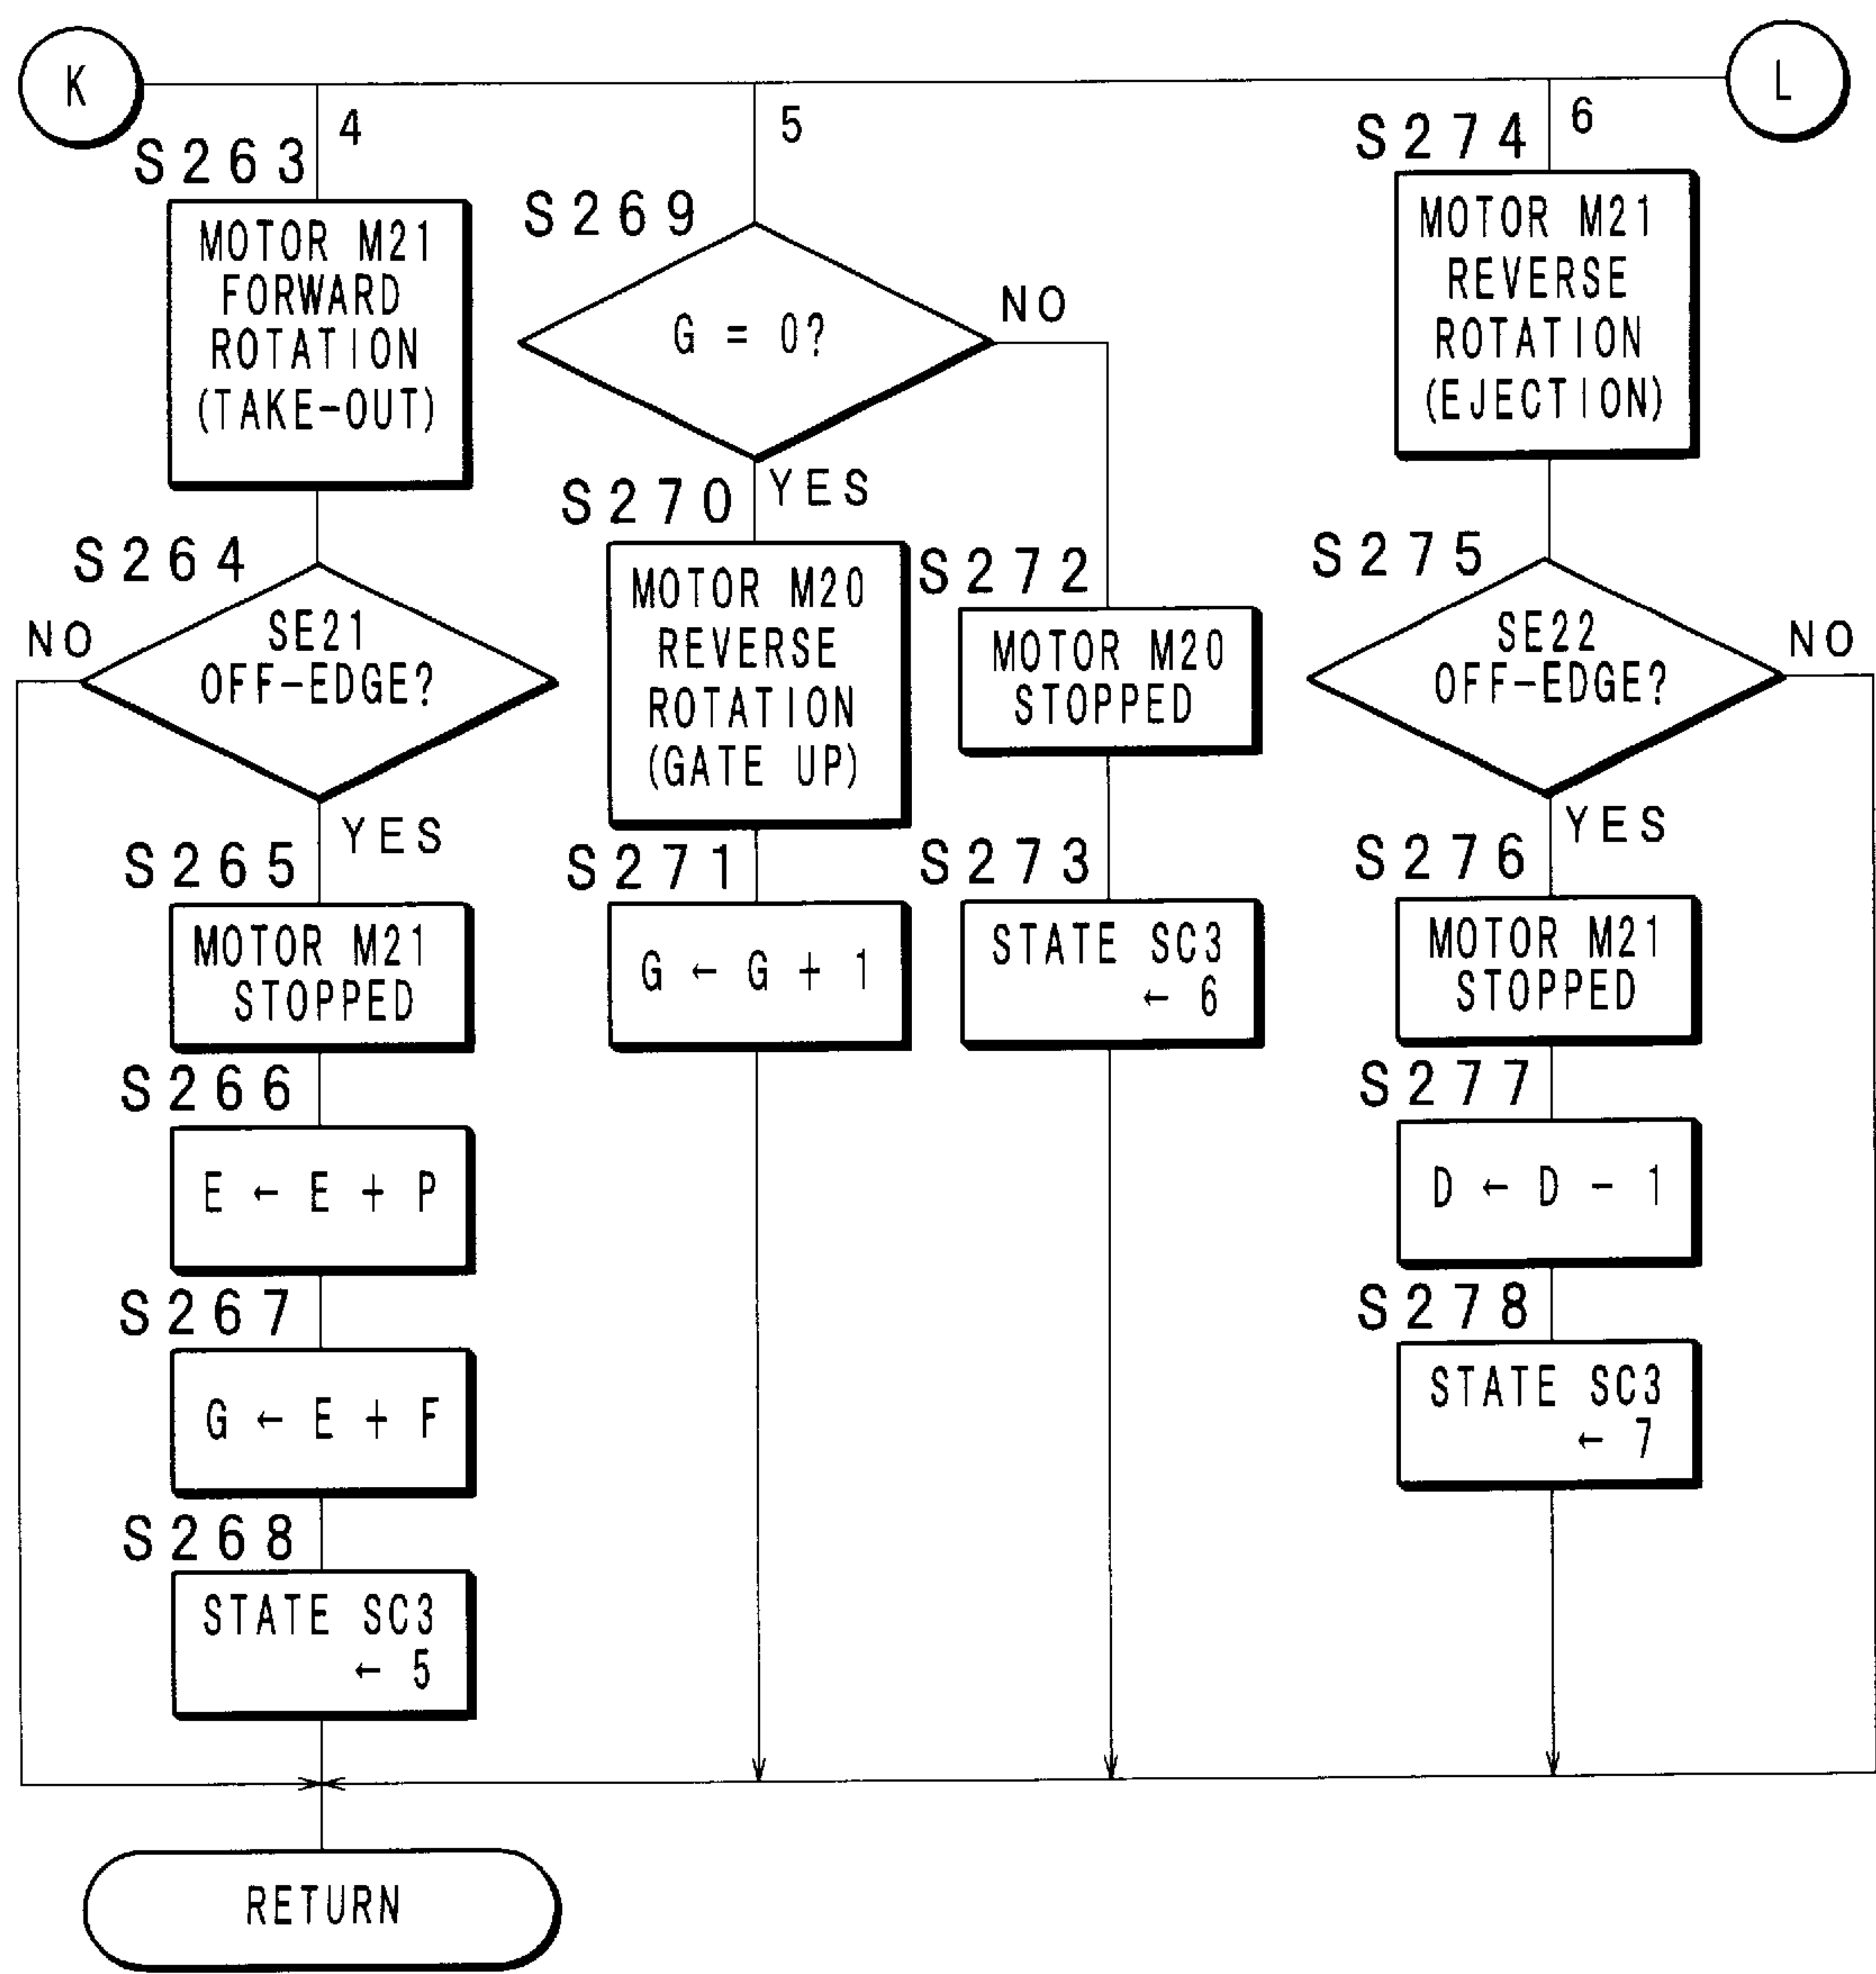 K
L
4
S263
MOTOR M21
FORWARD
ROTATION
(TAKE-OUT)
S264
SE21
OFF-EDGE?
NO
YES
S265
MOTOR M21
STOPPED
S266
E ← E + P
S267
G ← E + F
S268
STATE SC3
← 5
5
S269
G = 0?
NO
YES
S270
MOTOR M20
REVERSE
ROTATION
(GATE UP)
S271
G ← G + 1
S272
MOTOR M20
STOPPED
S273
STATE SC3
← 6
6
S274
MOTOR M21
REVERSE
ROTATION
(EJECTION)
S275
SE22
OFF-EDGE?
NO
YES
S276
MOTOR M21
STOPPED
S277
D ← D - 1
S278
STATE SC3
← 7
RETURN